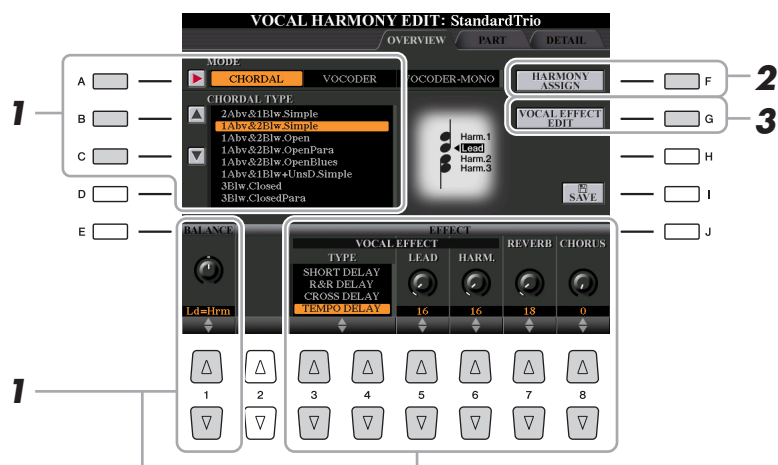 VOCAL HARMONY EDIT: StandardTrio
OVERVIEW PART DETAIL
MODE
CHORDAL VOCODER VOCODER-MONO
HARMONY ASSIGN
CHORDAL TYPE
2Abv&1Blw.Simple
1Abv&2Blw.Simple
1Abv&2Blw.Open
1Abv&2Blw.OpenPara
1Abv&2Blw.OpenBlues
1Abv&1Blw+UnsD.Simple
3Blw.Closed
3Blw.ClosedPara
Harm.1
Lead
Harm.2
Harm.3
VOCAL EFFECT EDIT
SAVE
A
B
C
D
E
F
G
H
I
J
1
2
3
BALANCE
EFFECT
VOCAL EFFECT REVERB CHORUS
TYPE LEAD HARM.
SHORT DELAY
R&R DELAY
CROSS DELAY
TEMPO DELAY
Ld=Hrm 16 16 18 0
1
1 2 3 4 5 6 7 8